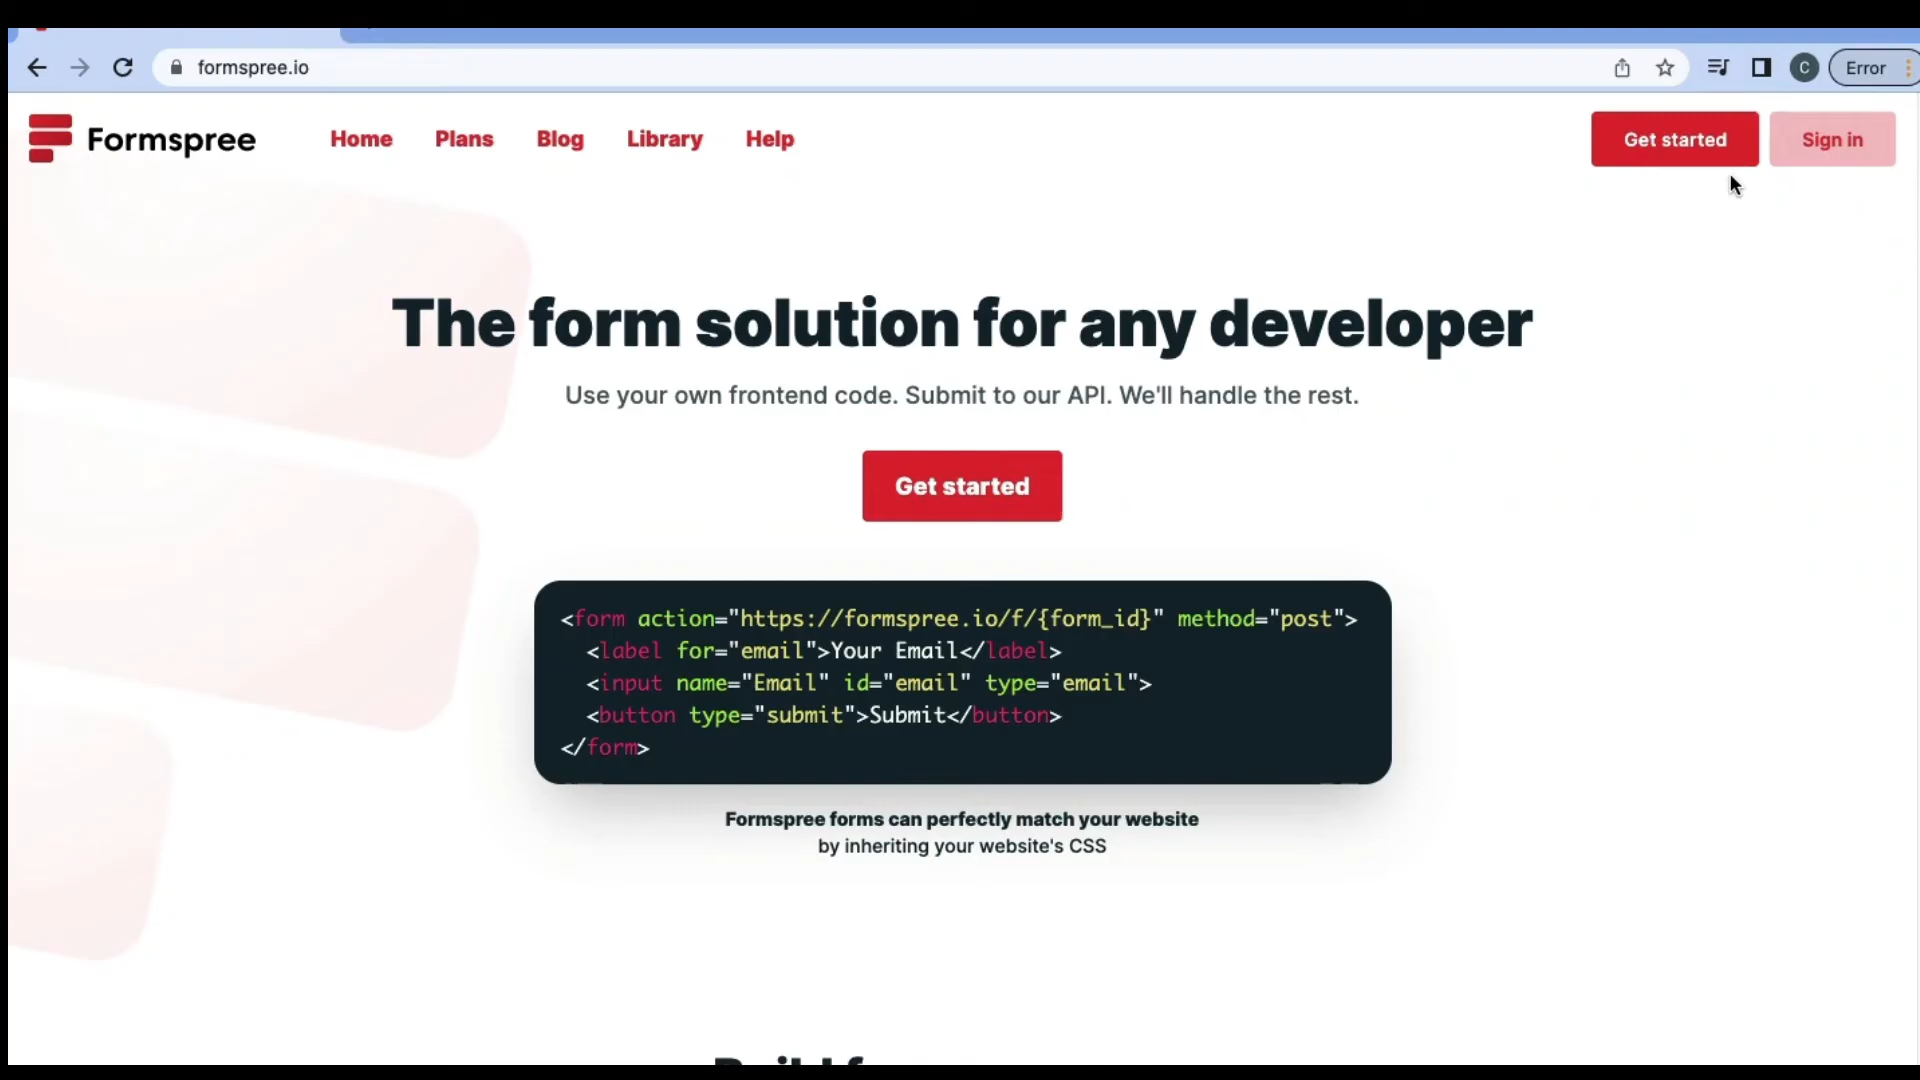 formspree.io
C
Error
Formspree
Home
Plans
Blog
Library
Help
Get started
Sign in
The form solution for any developer
Use your own frontend code. Submit to our API. We'll handle the rest.
Get started
<form action="https://formspree.io/f/{form_id}" method="post">
<label for="email">Your Email</label>
<input name="Email" id="email" type="email">
<button type="submit">Submit</button>
</form>
Formspree forms can perfectly match your website
by inheriting your website's CSS